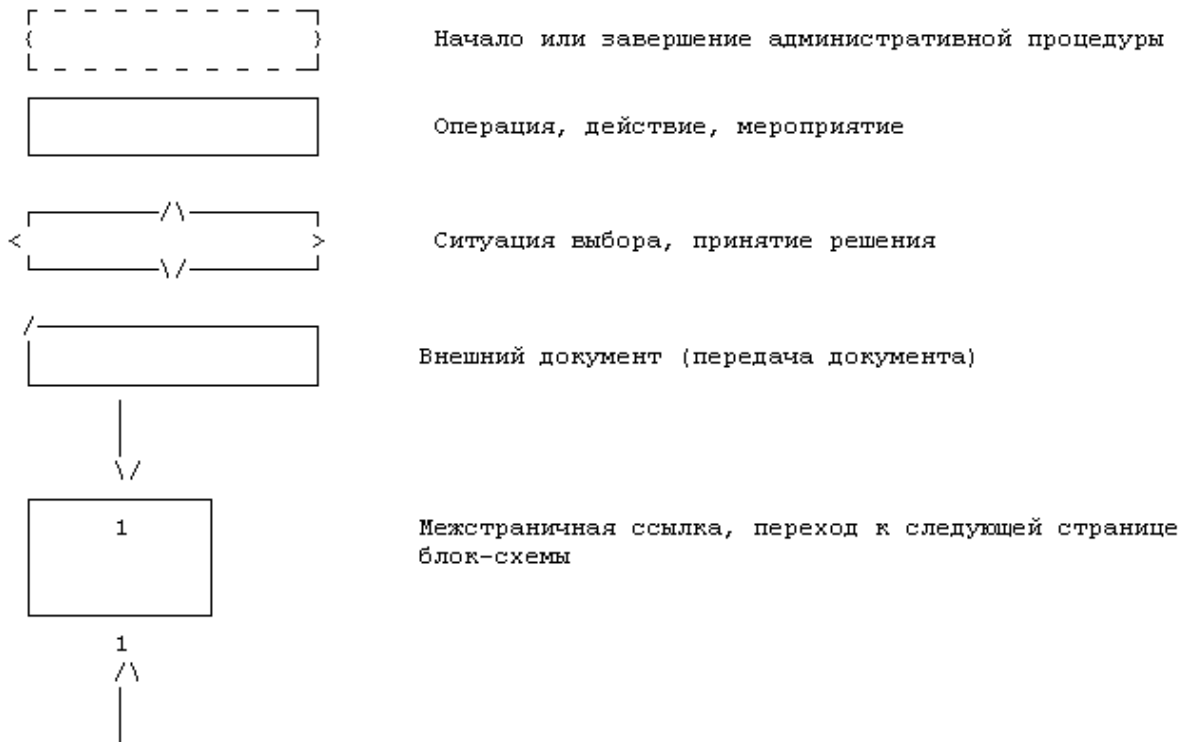 Начало или завершение административной процедуры
Операция, действие, мероприятие
Ситуация выбора, принятие решения
Внешний документ (передача документа)
1
Межстраничная ссылка, переход к следующей странице
блок-схемы
1